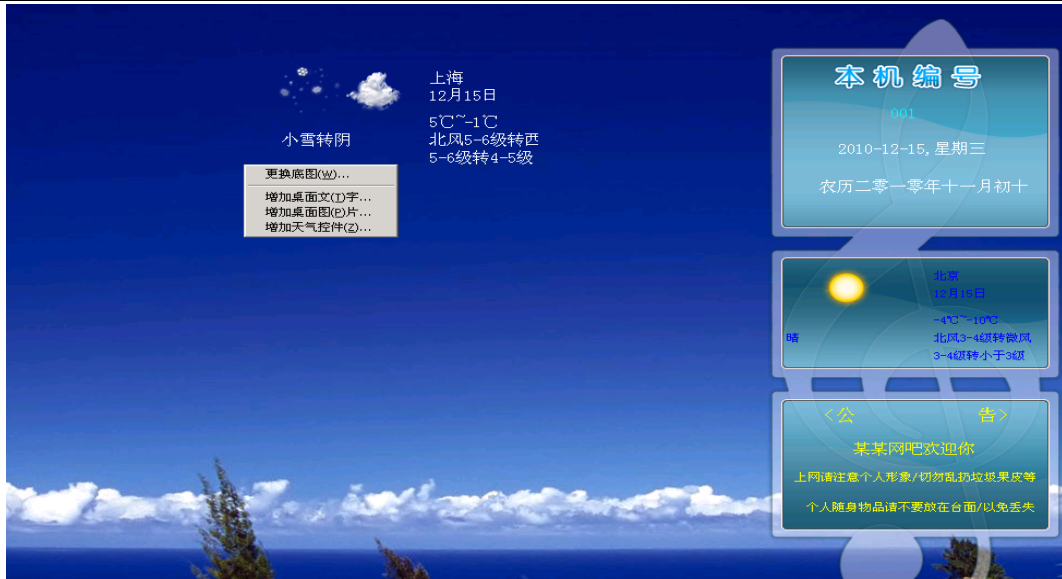 上海
12月15日
5℃~-1℃
北风5-6级转西
5-6级转4-5级
小雪转阴
更换底图(W)...
增加桌面文(T)字...
增加桌面图(P)片...
增加天气控件(Z)...
本机编号
001
2010-12-15,星期三
农历二零一零年十一月初十
北京
12月15日
-4℃~-10℃
晴
北风3-4级转微风
3-4级转小于3级
<公 告>
某某网吧欢迎你
上网请注意个人形象/切勿乱扔垃圾果皮等
个人随身物品请不要放在台面/以免丢失